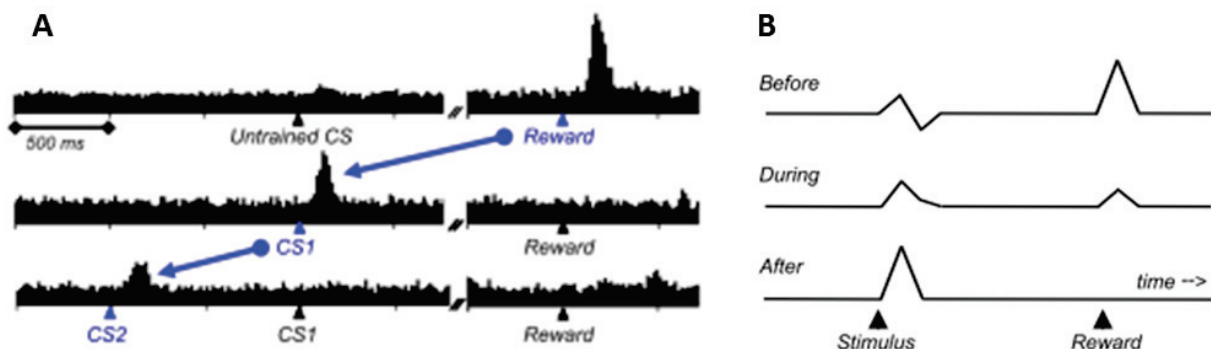 A
Untrained CS
Reward
500 ms
CS1
Reward
CS2
CS1
Reward
B
Before
During
After
time -->
Stimulus
Reward